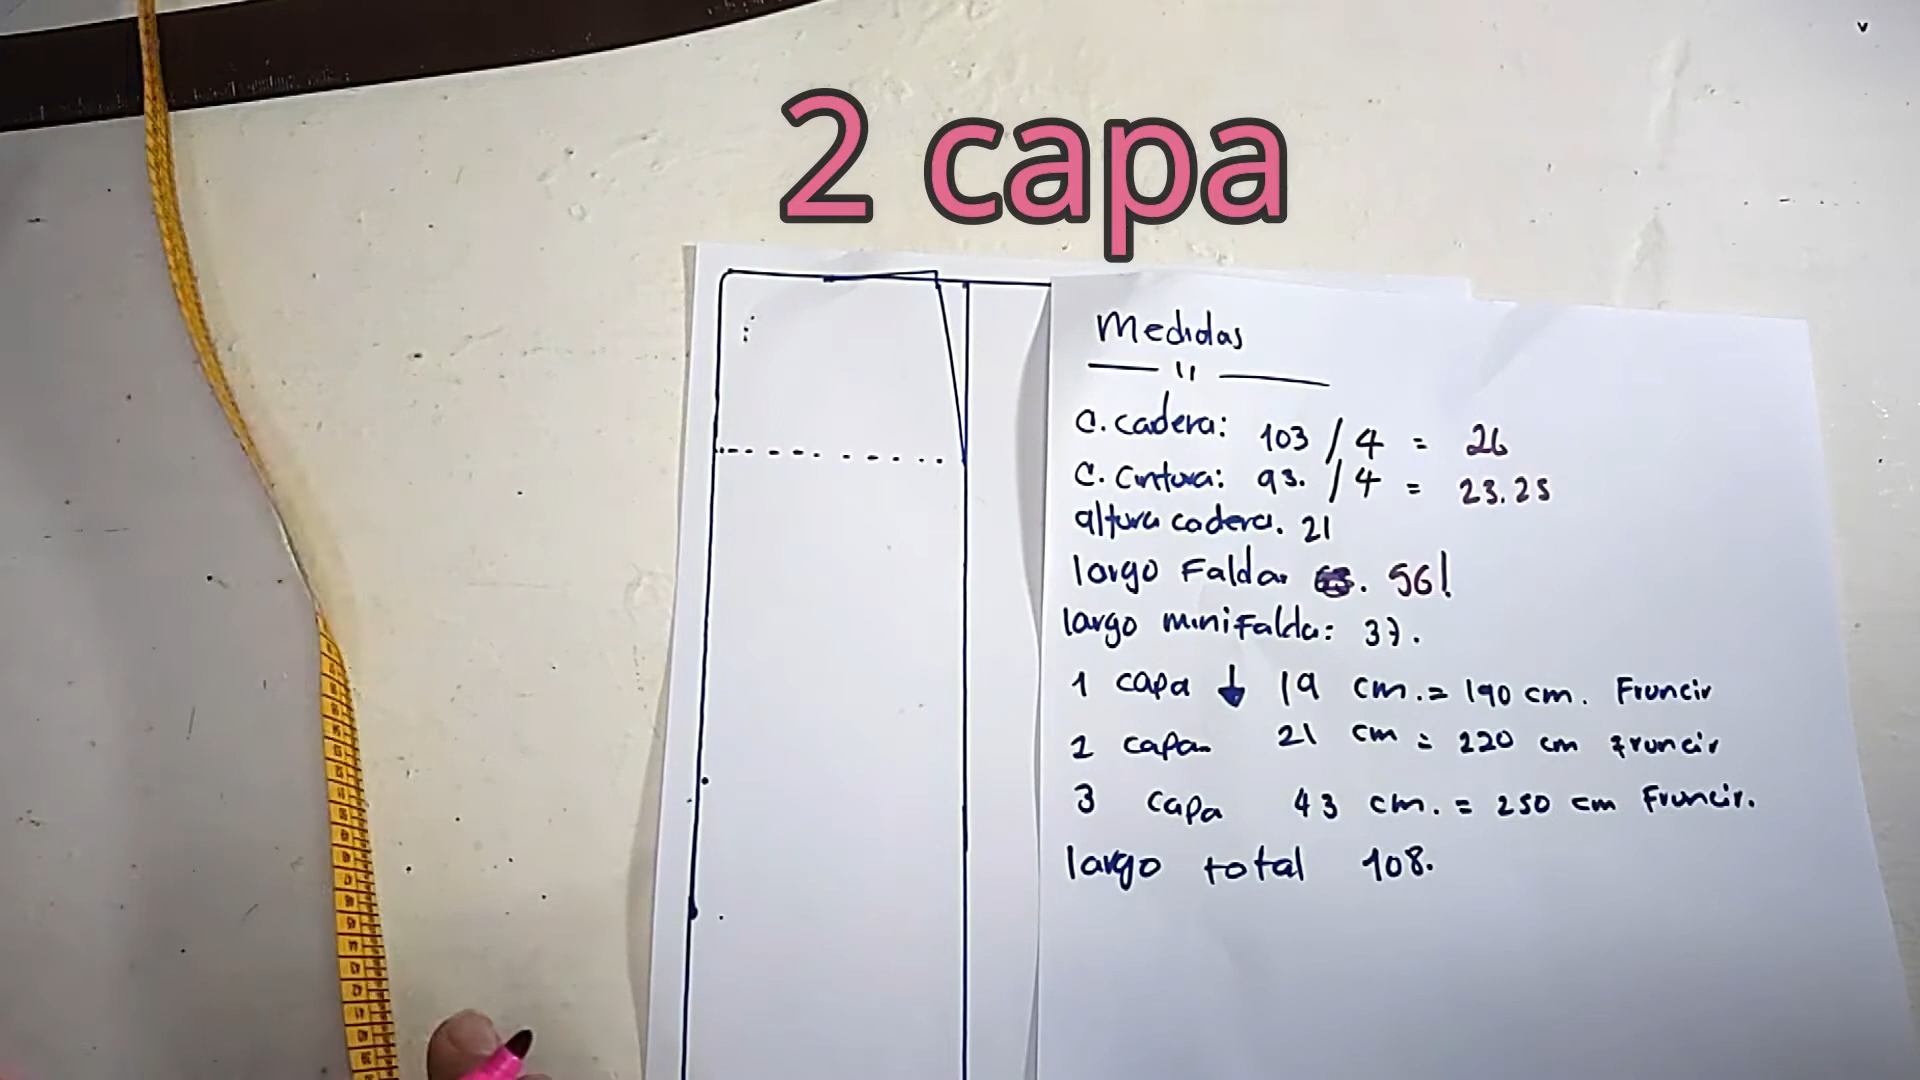 2 capa
Medidas
C. cadera: 103 / 4 = 26
C. Cintura: 93. / 4 = 23.25
altura cadera. 21
largo Falda. 56!
largo minifalda: 37.
1 capa ↓ 19 cm. = 190 cm. Fruncir
2 capa 21 cm = 220 cm fruncir
3 capa 43 cm. = 250 cm Fruncir.
largo total 108.